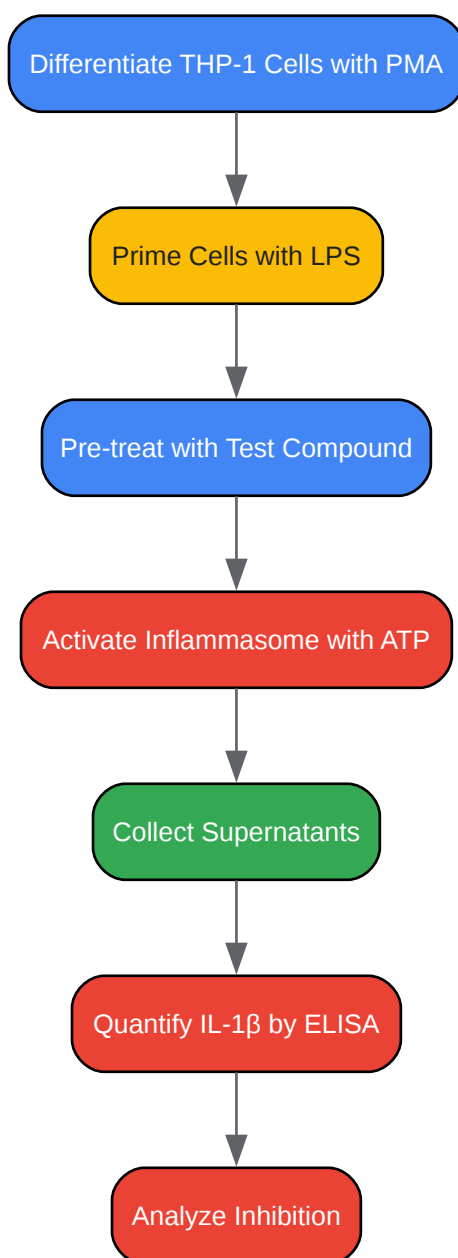 Differentiate THP-1 Cells with PMA
Prime Cells with LPS
Pre-treat with Test Compound
Activate Inflammasome with ATP
Collect Supernatants
Quantify IL-1β by ELISA
Analyze Inhibition